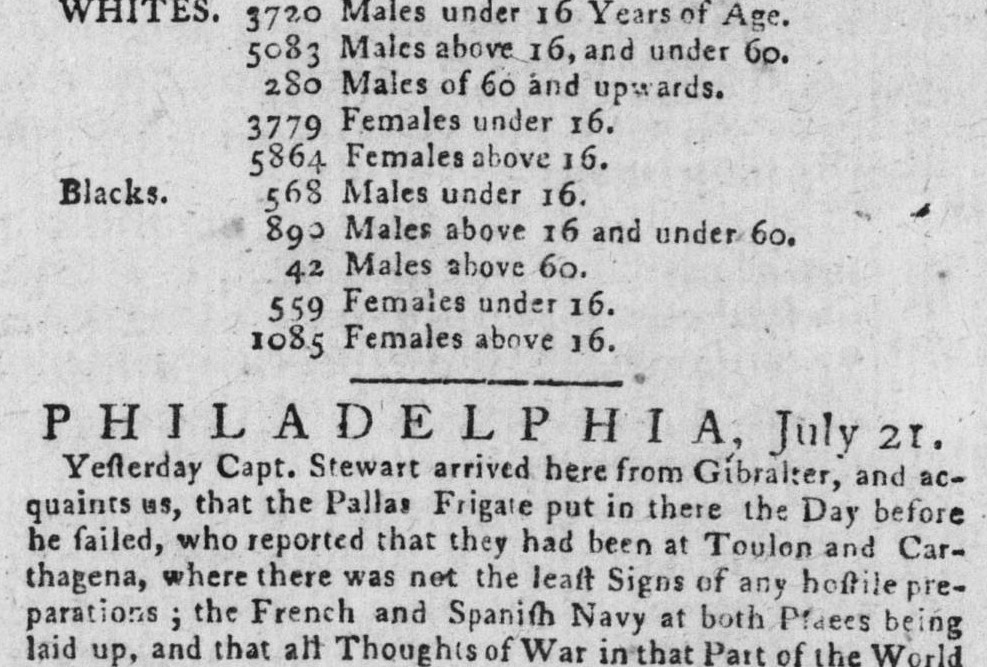 WHITES. 3720 Males under 16 Years of Age.
5083 Males above 16, and under 60.
280 Males of 60 and upwards.
3779 Females under 16.
5864 Females above 16.
Blacks. 568 Males under 16.
890 Males above 16 and under 60.
42 Males above 60.
559 Females under 16.
1085 Females above 16.
PHILADELPHIA, July 21.
Yeſterday Capt. Stewart arrived here from Gibralter, and ac-
quaints us, that the Pallas Frigate put in there the Day before
he ſailed, who reported that they had been at Toulon and Car-
thagena, where there was not the leaſt Signs of any hoſtile pre-
parations; the French and Spaniſh Navy at both Places being
laid up, and that all Thoughts of War in that Part of the World